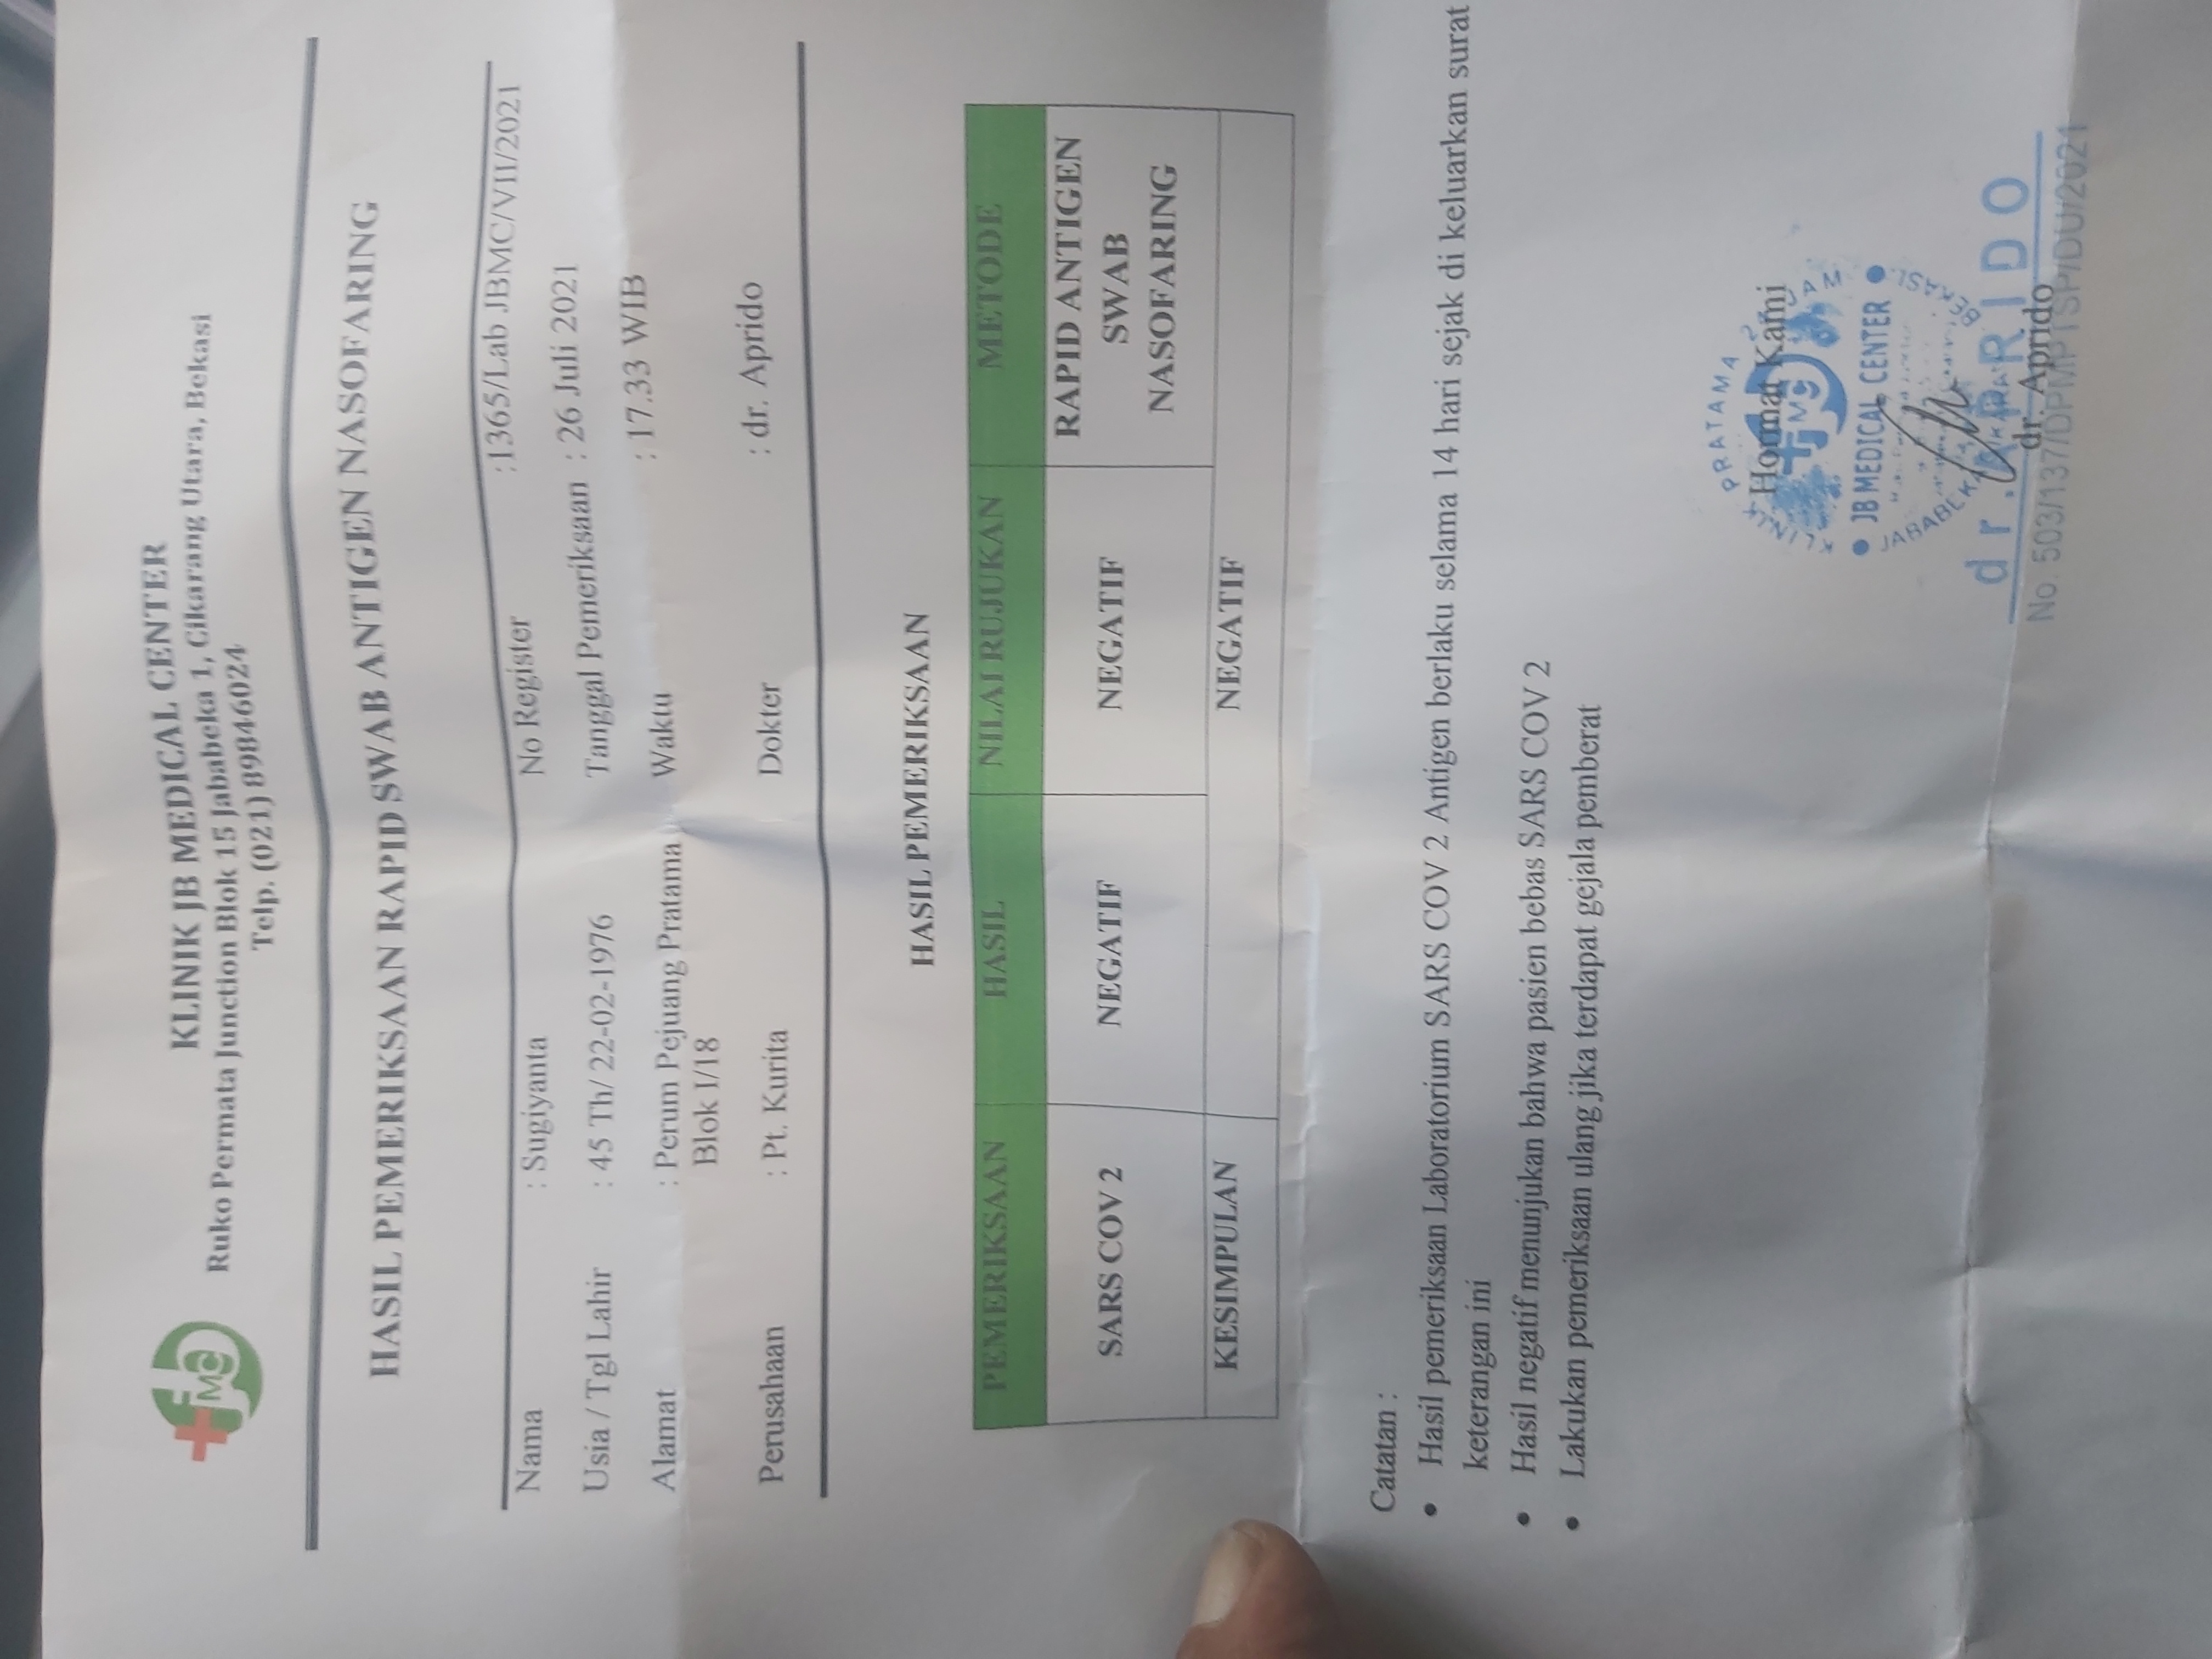 jb MC
KLINIK JB MEDICAL CENTER
Ruko Permata Junction Blok 15 Jababeka 1, Cikarang Utara, Bekasi
Telp. (021) 89846024
HASIL PEMERIKSAAN RAPID SWAB ANTIGEN NASOFARING
Nama : Sugiyanta No Register :1365/Lab JBMC/VII/2021
Usia / Tgl Lahir : 45 Th/ 22-02-1976 Tanggal Pemeriksaan : 26 Juli 2021
Alamat : Perum Pejuang Pratama Waktu : 17.33 WIB
Blok I/18
Perusahaan : Pt. Kurita Dokter : dr. Aprido
HASIL PEMERIKSAAN
PEMERIKSAAN HASIL NILAI RUJUKAN METODE
SARS COV 2 NEGATIF NEGATIF RAPID ANTIGEN
SWAB
NASOFARING
KESIMPULAN NEGATIF
Catatan :
• Hasil pemeriksaan Laboratorium SARS COV 2 Antigen berlaku selama 14 hari sejak di keluarkan surat
keterangan ini
• Hasil negatif menunjukan bahwa pasien bebas SARS COV 2
• Lakukan pemeriksaan ulang jika terdapat gejala pemberat
KLINIK PRATAMA 24 JAM
Hormat Kami
MC
JB MEDICAL CENTER
JABABEKA BEKASI
dr. APRIDO
dr. Aprido
No. 503/137/DPMPTSP/DU/2021